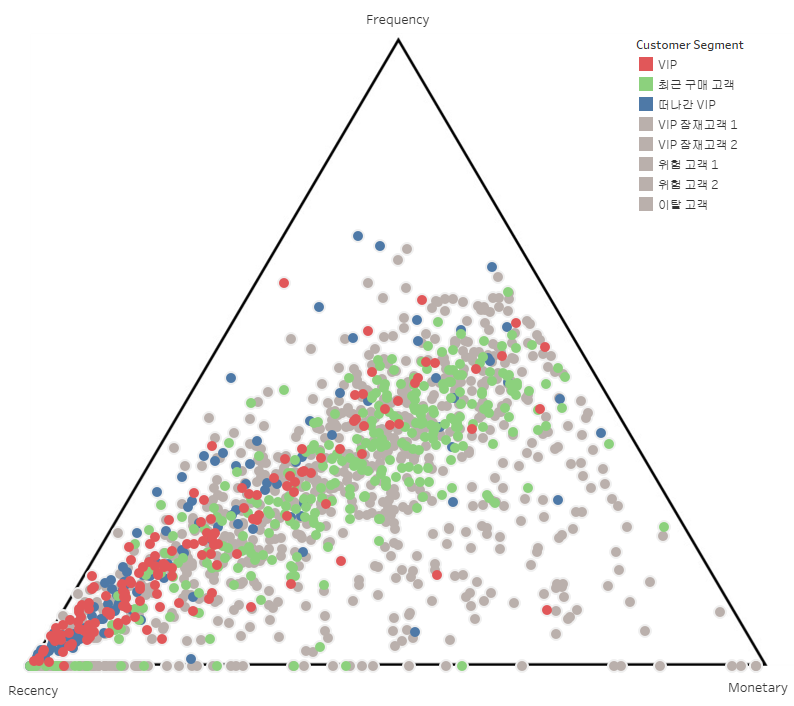 Frequency
Customer Segment
VIP
최근 구매 고객
떠나간 VIP
VIP 잠재고객 1
VIP 잠재고객 2
위험 고객 1
위험 고객 2
이탈 고객
Recency
Monetary